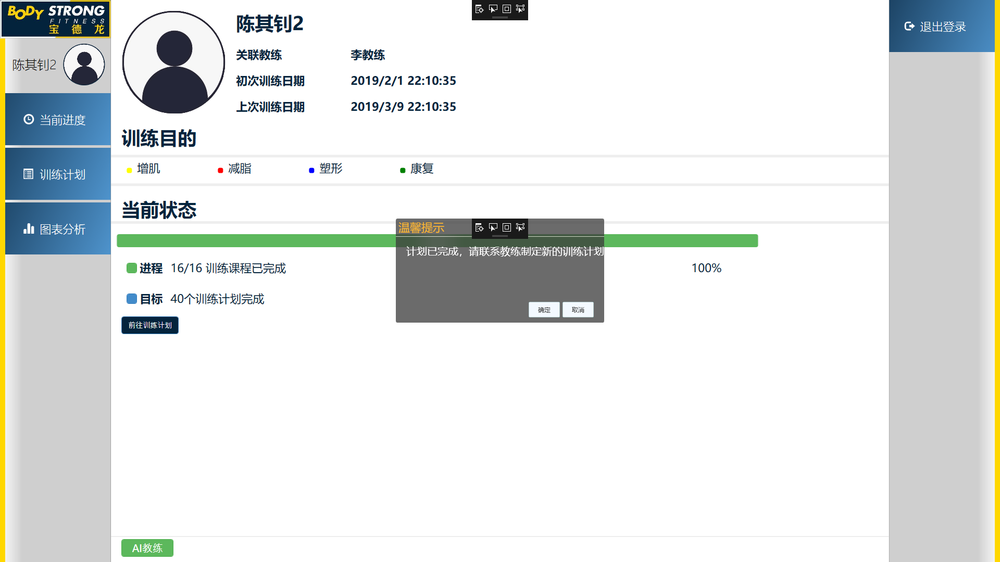 BODY STRONG
FITNESS
宝德龙
陈其钊2
当前进度
训练计划
图表分析
陈其钊2
关联教练 李教练
初次训练日期 2019/2/1 22:10:35
上次训练日期 2019/3/9 22:10:35
训练目的
增肌 减脂 塑形 康复
当前状态
进程 16/16 训练课程已完成 100%
目标 40个训练计划完成
前往训练计划
温馨提示
计划已完成，请联系教练制定新的训练计划
确定 取消
AI教练
退出登录